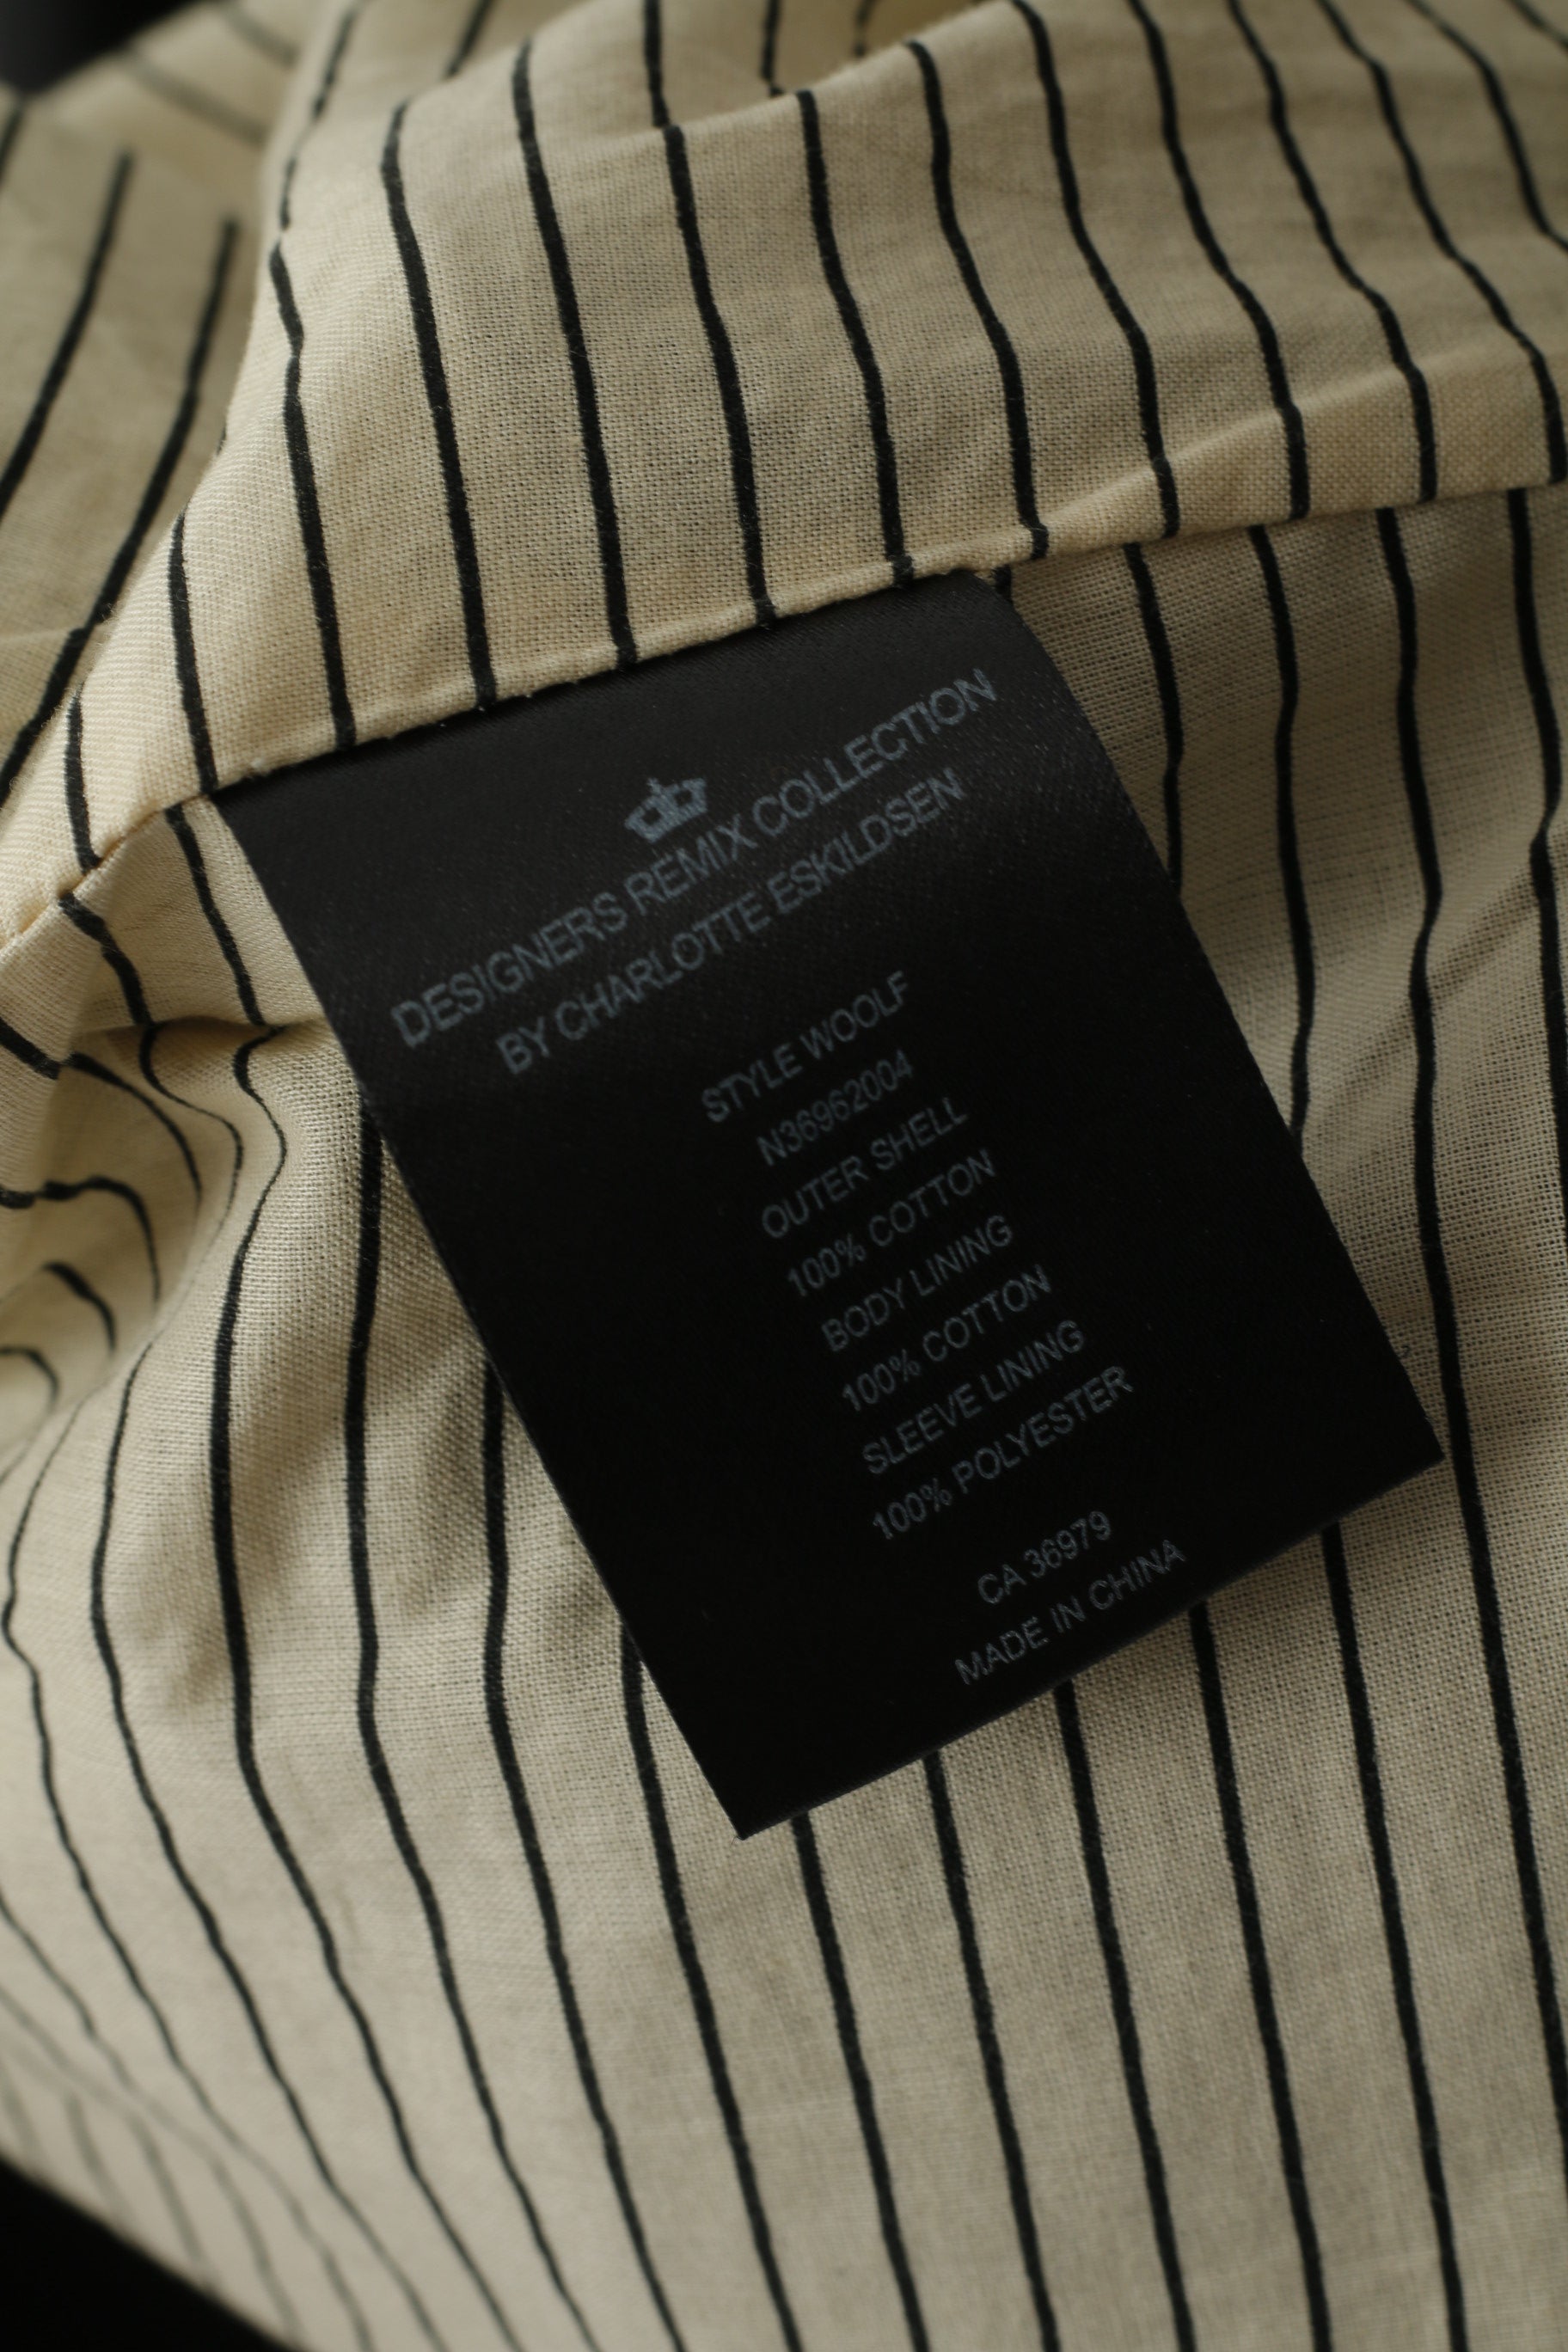 DESIGNERS REMIX COLLECTION
BY CHARLOTTE ESKILDSEN
STYLE WOOLF
N36962004
OUTER SHELL
100% COTTON
BODY LINING
100% COTTON
SLEEVE LINING
100% POLYESTER
CA 36979
MADE IN CHINA